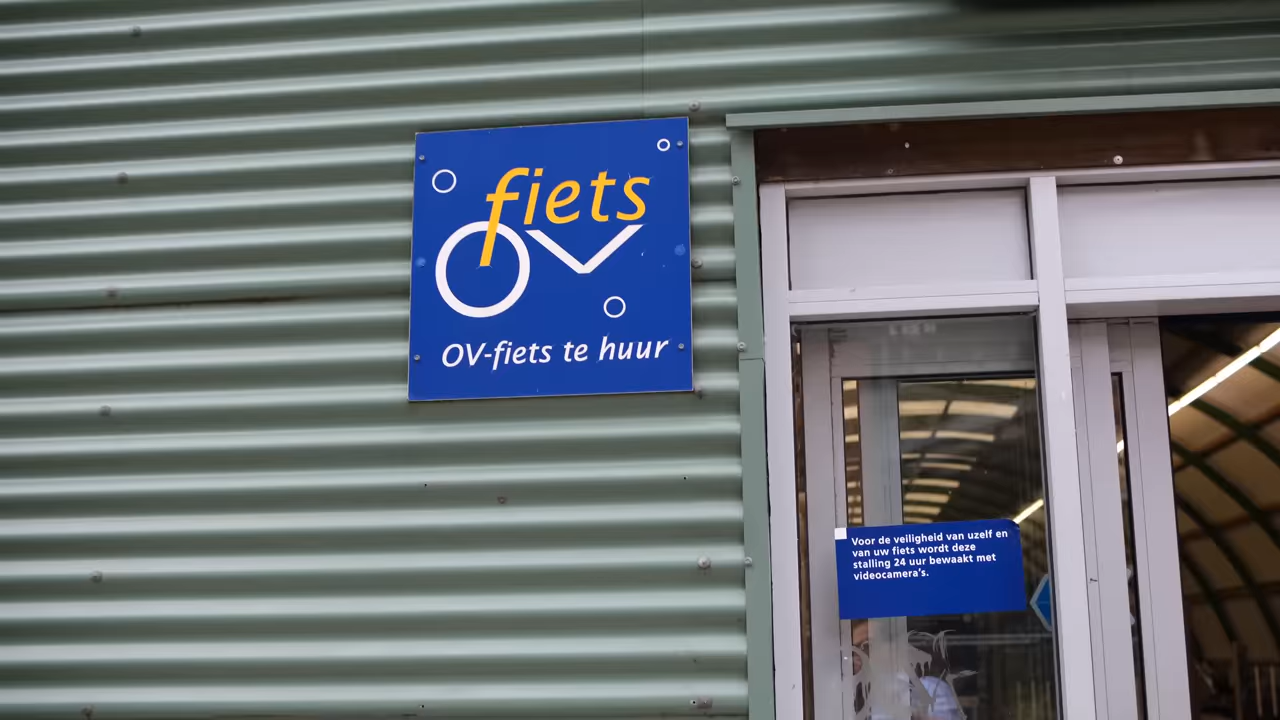 fiets
OV-fiets te huur
Voor de veiligheid van uzelf en
van uw fiets wordt deze
stalling 24 uur bewaakt met
videocamera's.